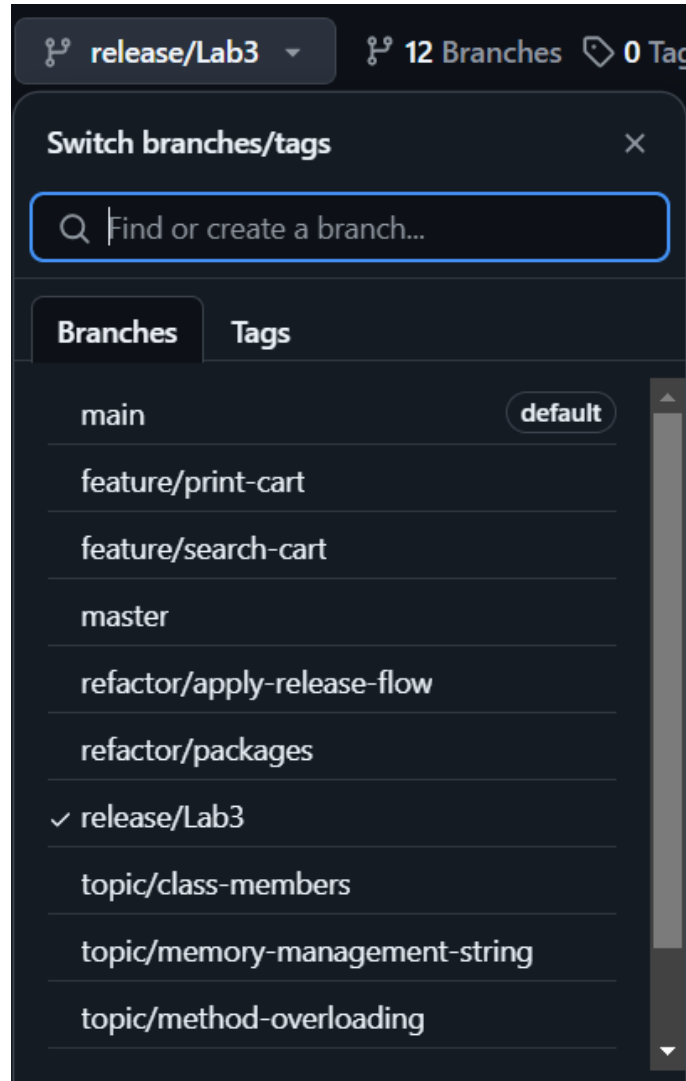 release/Lab3 12 Branches 0 Tag
Switch branches/tags
Find or create a branch...
Branches Tags
main default
feature/print-cart
feature/search-cart
master
refactor/apply-release-flow
refactor/packages
release/Lab3
topic/class-members
topic/memory-management-string
topic/method-overloading